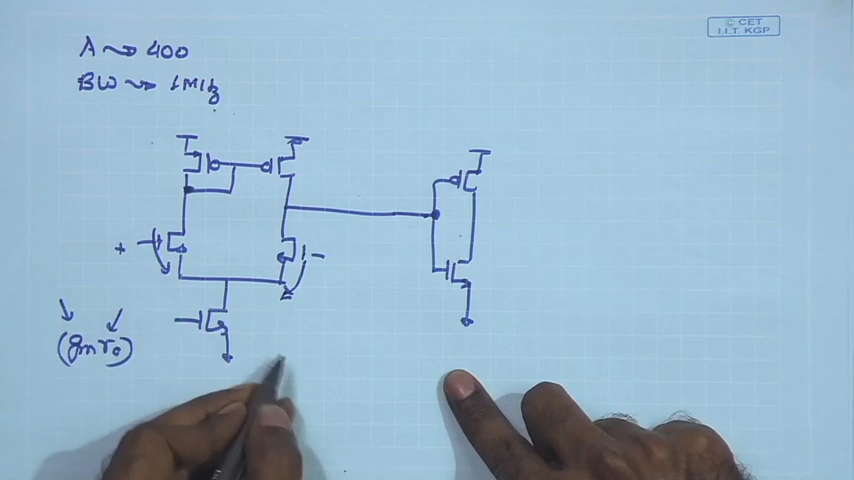 © CET
I.I.T. KGP
A ~> 400
BW ~> 1MHz
+
-
(gm ro)